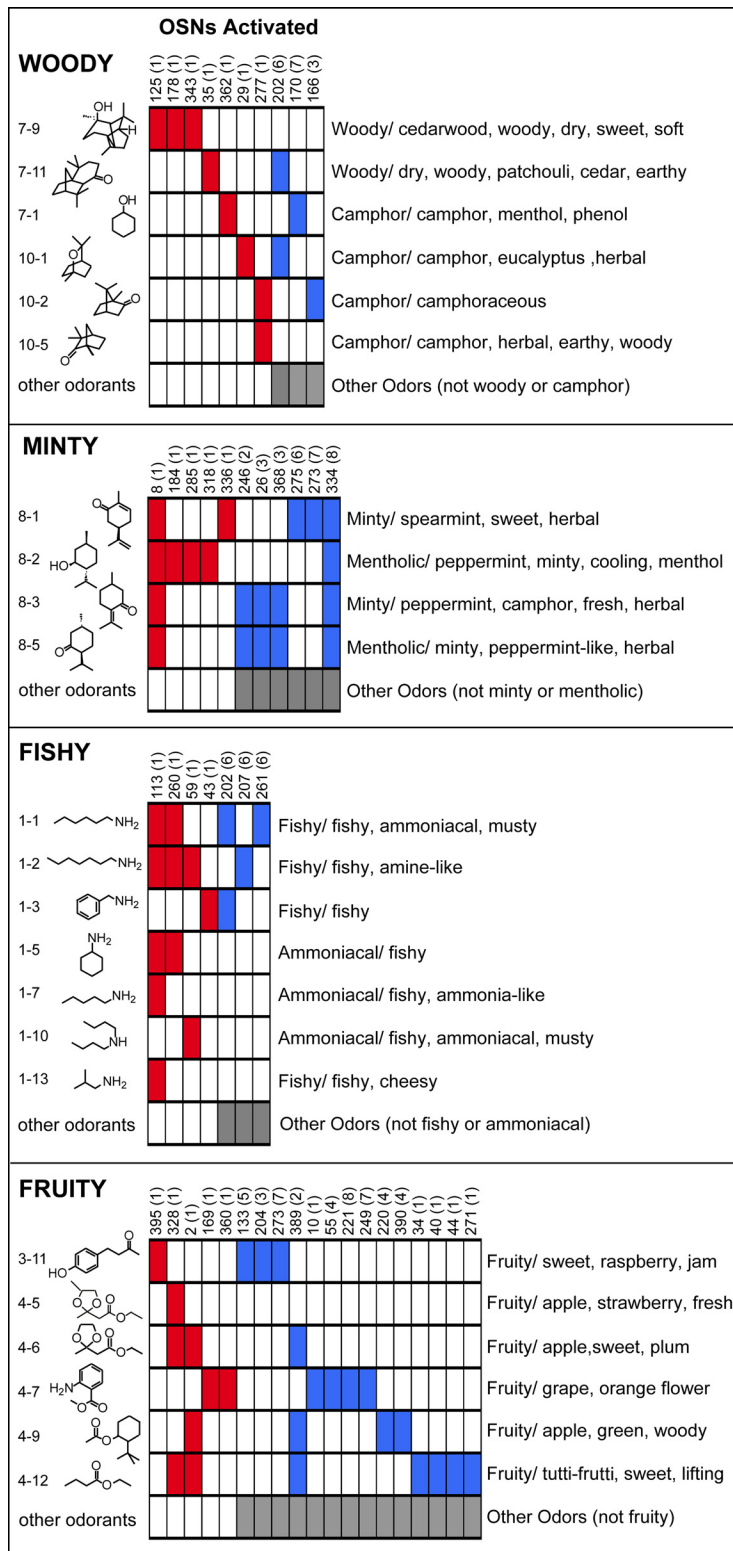 OSNs Activated
WOODY
125 (1)
178 (1)
343 (1)
35 (1)
362 (1)
29 (1)
277 (1)
202 (6)
170 (7)
166 (3)
7-9 OH H Woody/ cedarwood, woody, dry, sweet, soft
7-11 O Woody/ dry, woody, patchouli, cedar, earthy
7-1 OH Camphor/ camphor, menthol, phenol
10-1 O Camphor/ camphor, eucalyptus ,herbal
10-2 O Camphor/ camphoraceous
10-5 O Camphor/ camphor, herbal, earthy, woody
other odorants Other Odors (not woody or camphor)
MINTY
8 (1)
184 (1)
285 (1)
318 (1)
336 (1)
246 (2)
26 (3)
368 (3)
275 (6)
273 (7)
334 (8)
8-1 O Minty/ spearmint, sweet, herbal
8-2 HO Mentholic/ peppermint, minty, cooling, menthol
8-3 O Minty/ peppermint, camphor, fresh, herbal
8-5 O Mentholic/ minty, peppermint-like, herbal
other odorants Other Odors (not minty or mentholic)
FISHY
113 (1)
260 (1)
59 (1)
43 (1)
202 (6)
207 (6)
261 (6)
1-1 NH2 Fishy/ fishy, ammoniacal, musty
1-2 NH2 Fishy/ fishy, amine-like
1-3 NH2 Fishy/ fishy
1-5 NH2 Ammoniacal/ fishy
1-7 NH2 Ammoniacal/ fishy, ammonia-like
1-10 NH Ammoniacal/ fishy, ammoniacal, musty
1-13 NH2 Fishy/ fishy, cheesy
other odorants Other Odors (not fishy or ammoniacal)
FRUITY
395 (1)
328 (1)
2 (1)
169 (1)
360 (1)
133 (5)
204 (3)
273 (7)
389 (2)
10 (1)
55 (4)
221 (8)
249 (7)
220 (4)
390 (4)
34 (1)
40 (1)
44 (1)
271 (1)
3-11 HO O Fruity/ sweet, raspberry, jam
4-5 O O O O Fruity/ apple, strawberry, fresh
4-6 O O O O Fruity/ apple,sweet, plum
4-7 H2N O O Fruity/ grape, orange flower
4-9 O O Fruity/ apple, green, woody
4-12 O O Fruity/ tutti-frutti, sweet, lifting
other odorants Other Odors (not fruity)